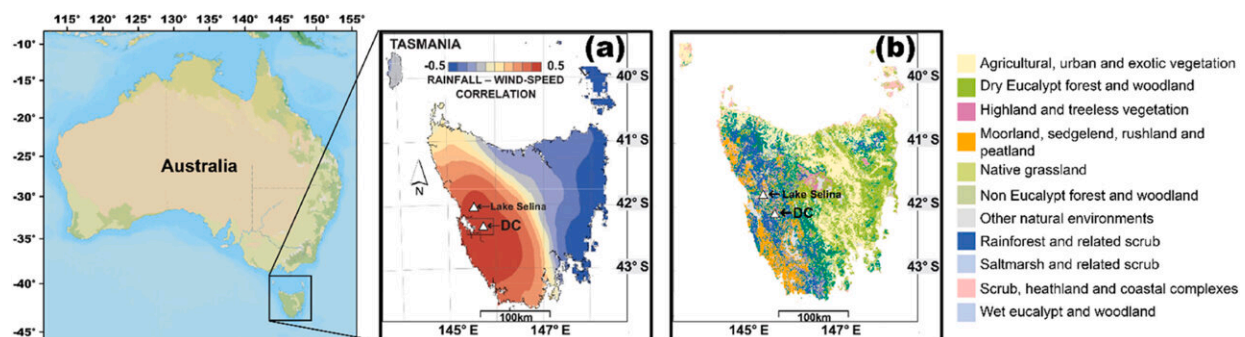 115° 120° 125° 130° 135° 140° 145° 150° 155°
-10°
-15°
-20°
-25°
-30°
-35°
-40°
-45°
Australia
TASMANIA
(a)
-0.5 0.5
RAINFALL – WIND-SPEED
CORRELATION
N
Lake Selina
DC
40° S
41° S
42° S
43° S
100km
145° E 147° E
(b)
Lake Selina
DC
40° S
41° S
42° S
43° S
100km
145° E 147° E
Agricultural, urban and exotic vegetation
Dry Eucalypt forest and woodland
Highland and treeless vegetation
Moorland, sedgelend, rushland and
peatland
Native grassland
Non Eucalypt forest and woodland
Other natural environments
Rainforest and related scrub
Saltmarsh and related scrub
Scrub, heathland and coastal complexes
Wet eucalypt and woodland